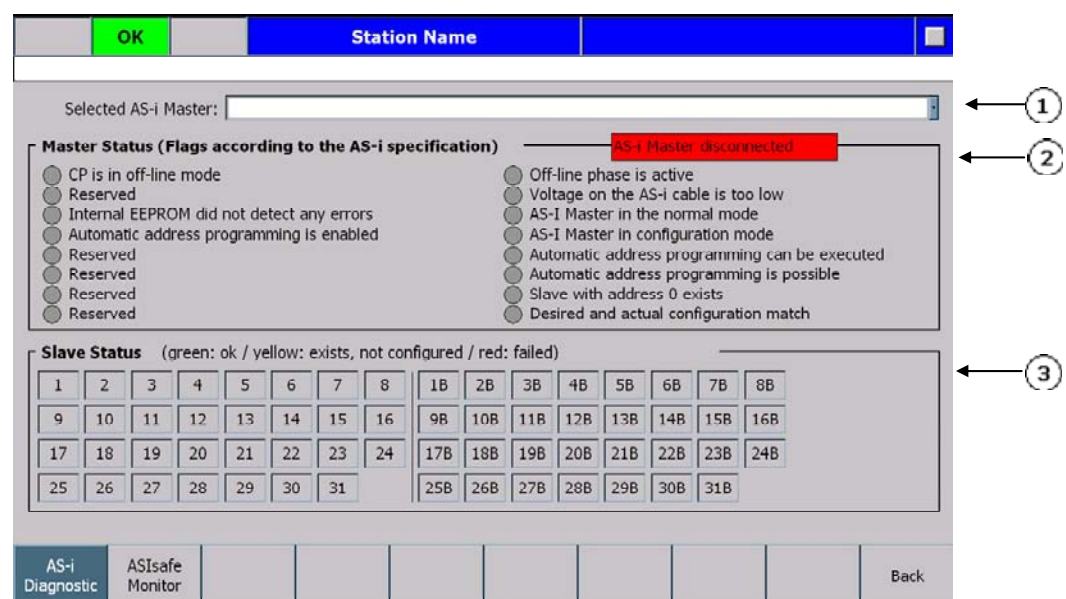 OK
Station Name
Selected AS-i Master:
1
Master Status (Flags according to the AS-i specification)
AS-i Master disconnected
2
CP is in off-line mode
Reserved
Internal EEPROM did not detect any errors
Automatic address programming is enabled
Reserved
Reserved
Reserved
Reserved
Off-line phase is active
Voltage on the AS-i cable is too low
AS-I Master in the normal mode
AS-I Master in configuration mode
Automatic address programming can be executed
Automatic address programming is possible
Slave with address 0 exists
Desired and actual configuration match
Slave Status (green: ok / yellow: exists, not configured / red: failed)
3
1 2 3 4 5 6 7 8 1B 2B 3B 4B 5B 6B 7B 8B
9 10 11 12 13 14 15 16 9B 10B 11B 12B 13B 14B 15B 16B
17 18 19 20 21 22 23 24 17B 18B 19B 20B 21B 22B 23B 24B
25 26 27 28 29 30 31 25B 26B 27B 28B 29B 30B 31B
AS-i
Diagnostic
ASIsafe
Monitor
Back